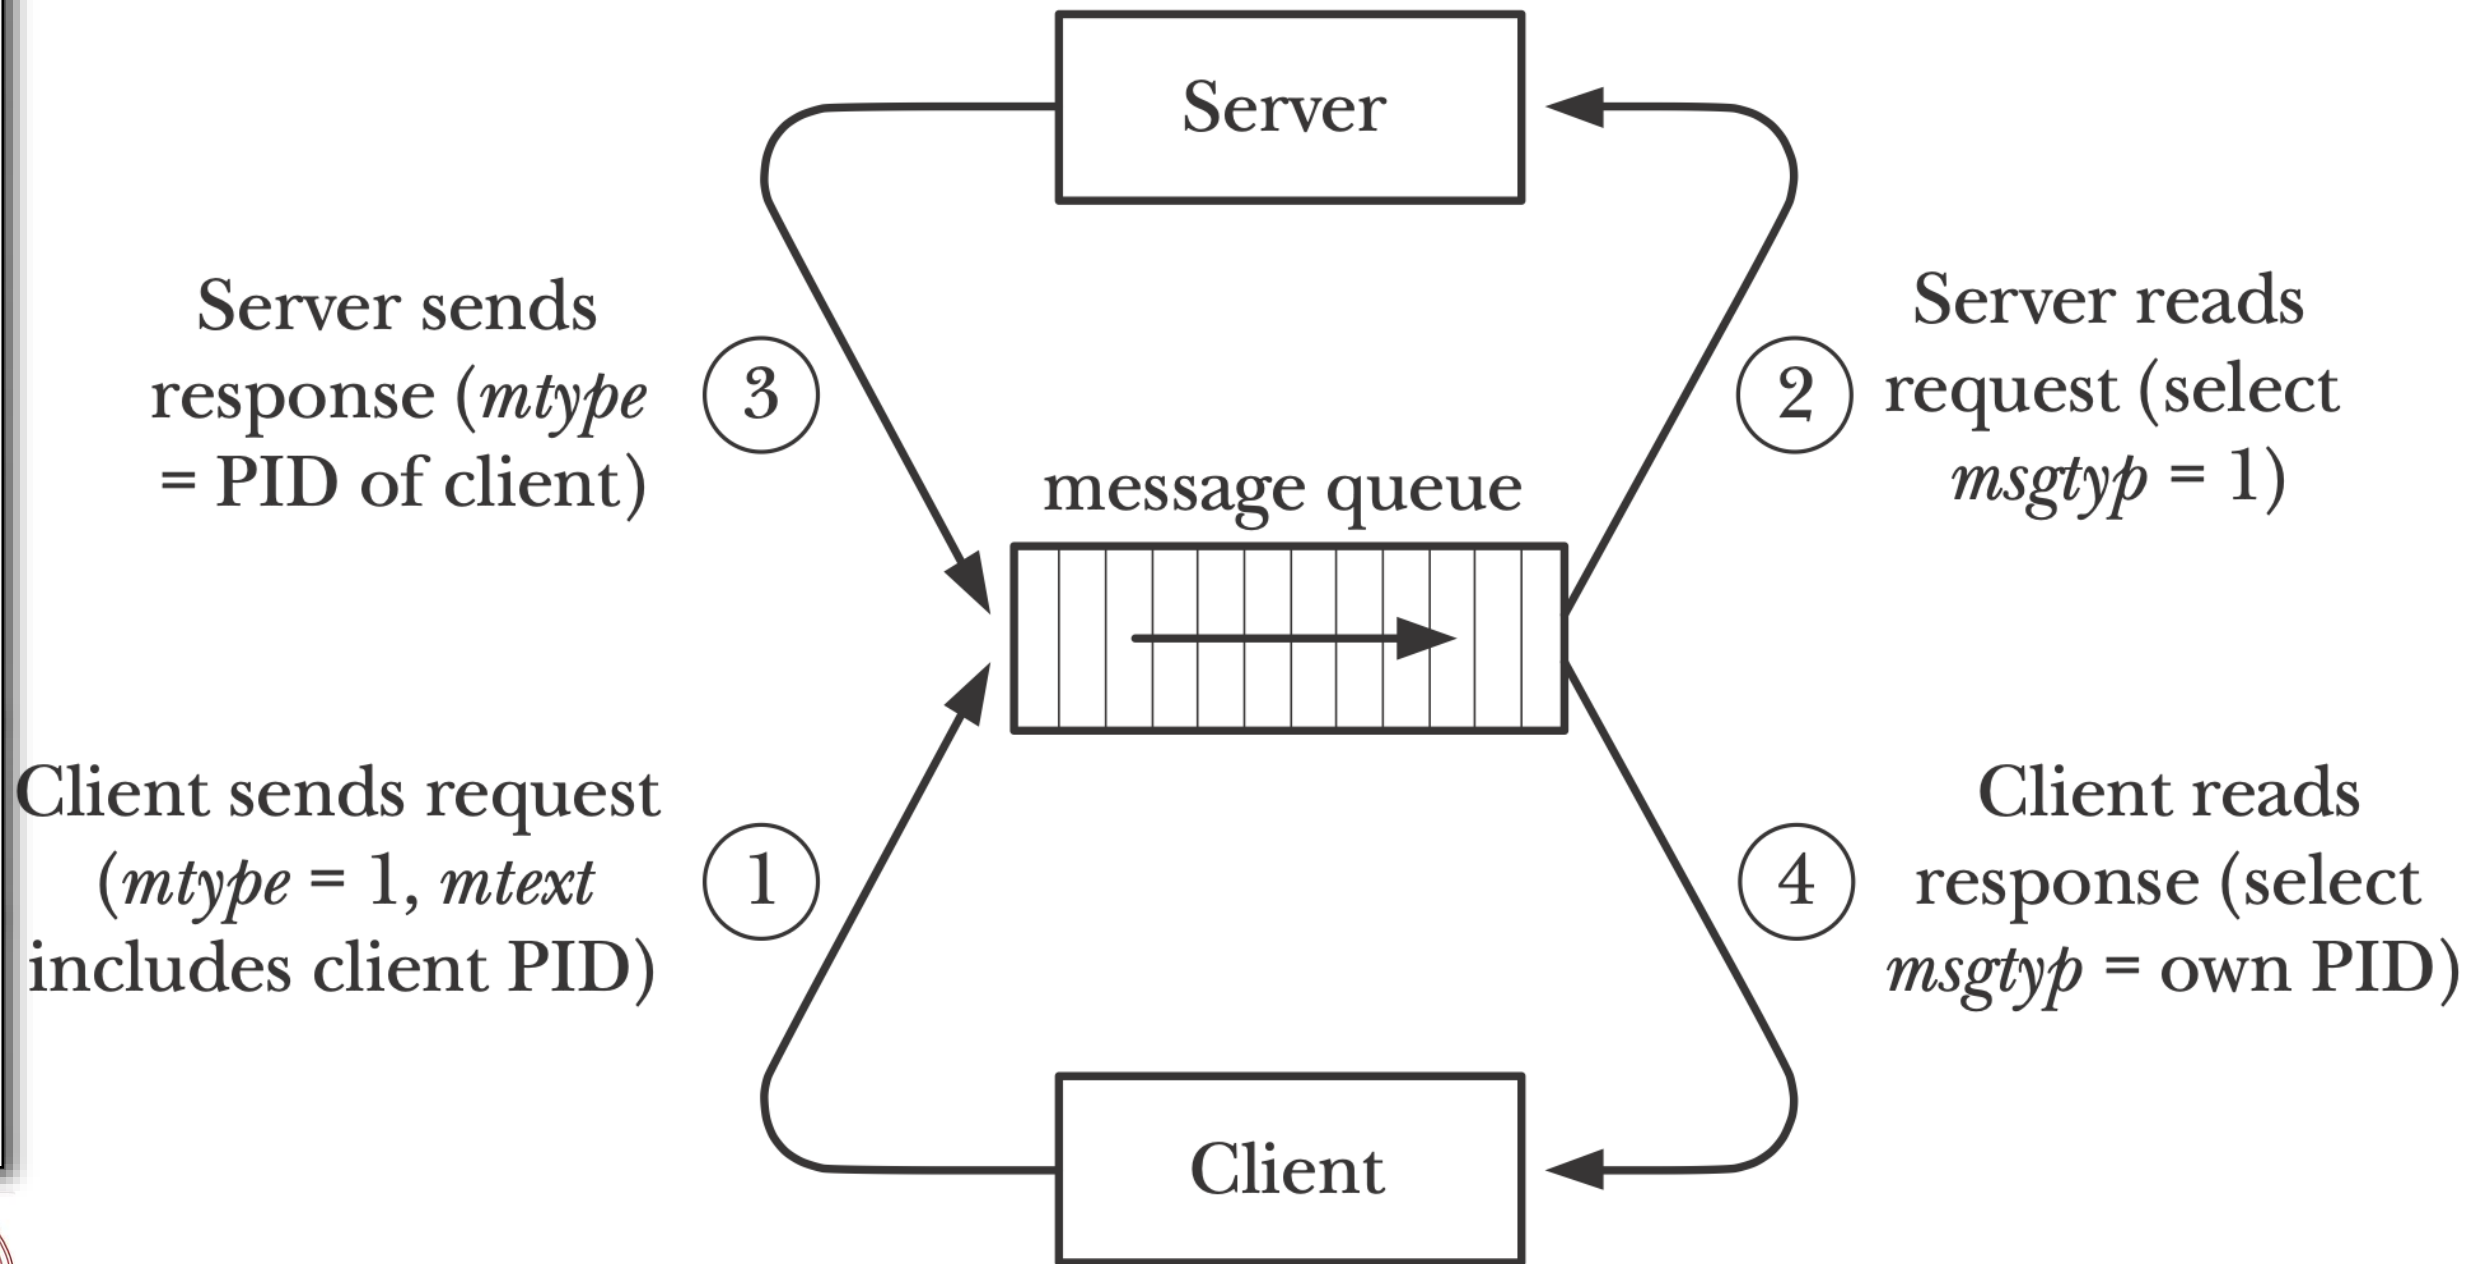 Server
Server sends
response (mtype
= PID of client)
3
2
Server reads
request (select
msgtyp = 1)
message queue
Client sends request
(mtype = 1, mtext
includes client PID)
1
4
Client reads
response (select
msgtyp = own PID)
Client